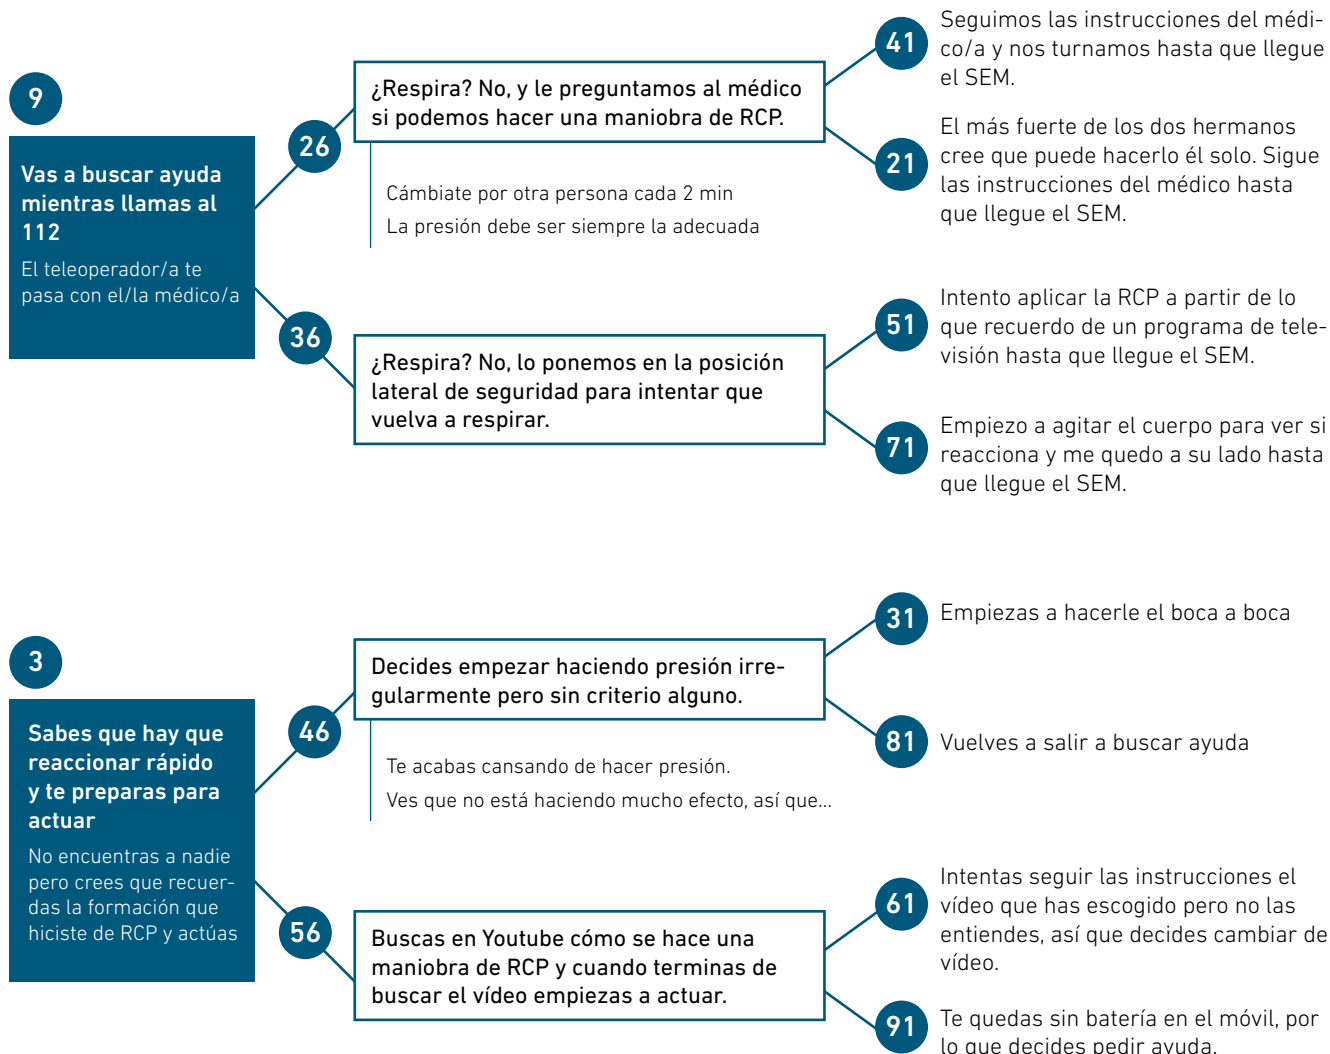 9
Vas a buscar ayuda
mientras llamas al
112
El teleoperador/a te
pasa con el/la médico/a
26
¿Respira? No, y le preguntamos al médico
si podemos hacer una maniobra de RCP.
Cámbiate por otra persona cada 2 min
La presión debe ser siempre la adecuada
41
Seguimos las instrucciones del médi-
co/a y nos turnamos hasta que llegue
el SEM.
21
El más fuerte de los dos hermanos
cree que puede hacerlo él solo. Sigue
las instrucciones del médico hasta
que llegue el SEM.
36
¿Respira? No, lo ponemos en la posición
lateral de seguridad para intentar que
vuelva a respirar.
51
Intento aplicar la RCP a partir de lo
que recuerdo de un programa de tele-
visión hasta que llegue el SEM.
71
Empiezo a agitar el cuerpo para ver si
reacciona y me quedo a su lado hasta
que llegue el SEM.
3
Sabes que hay que
reaccionar rápido
y te preparas para
actuar
No encuentras a nadie
pero crees que recuer-
das la formación que
hiciste de RCP y actúas
46
Decides empezar haciendo presión irre-
gularmente pero sin criterio alguno.
Te acabas cansando de hacer presión.
Ves que no está haciendo mucho efecto, así que...
31
Empiezas a hacerle el boca a boca
81
Vuelves a salir a buscar ayuda
56
Buscas en Youtube cómo se hace una
maniobra de RCP y cuando terminas de
buscar el vídeo empiezas a actuar.
61
Intentas seguir las instrucciones el
vídeo que has escogido pero no las
entiendes, así que decides cambiar de
vídeo.
91
Te quedas sin batería en el móvil, por
lo que decides pedir ayuda.